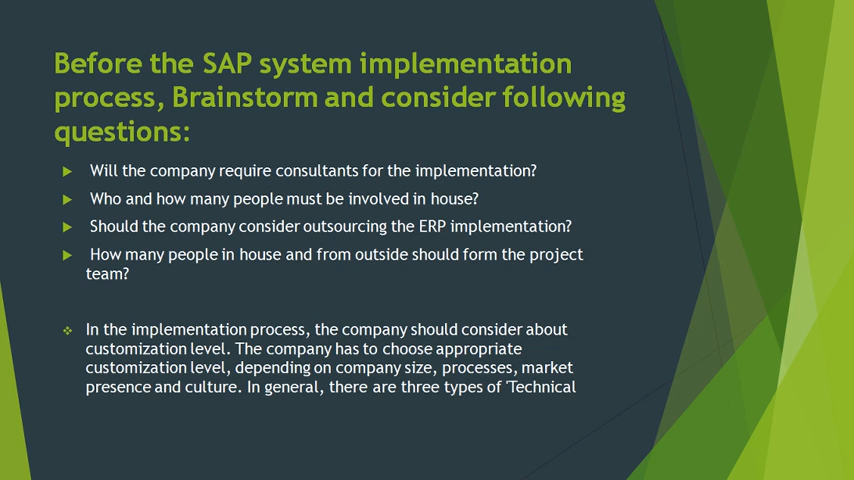 Before the SAP system implementation
process, Brainstorm and consider following
questions:
Will the company require consultants for the implementation?
Who and how many people must be involved in house?
Should the company consider outsourcing the ERP implementation?
How many people in house and from outside should form the project
team?
In the implementation process, the company should consider about
customization level. The company has to choose appropriate
customization level, depending on company size, processes, market
presence and culture. In general, there are three types of 'Technical